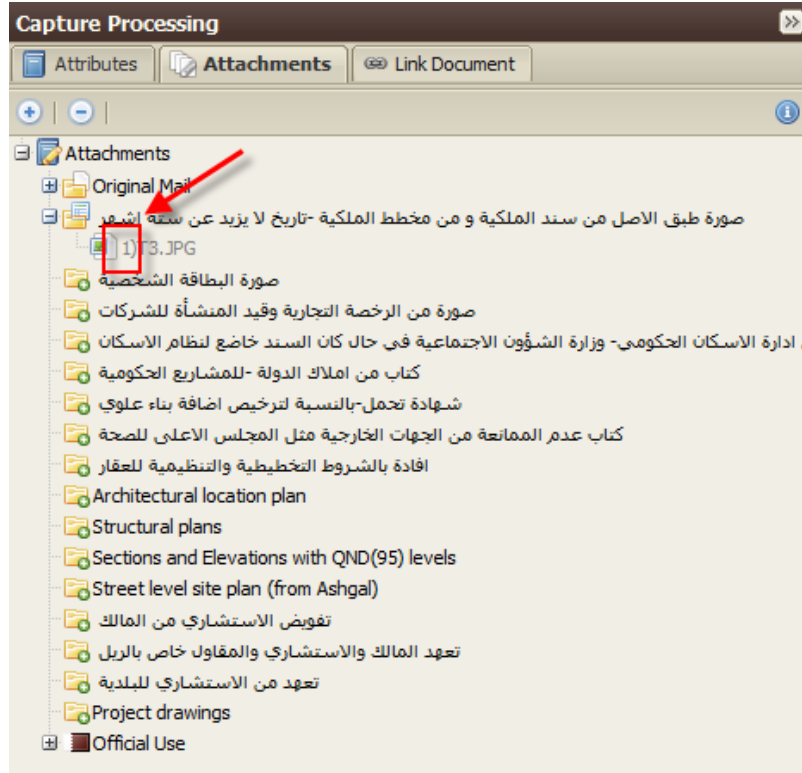 Capture Processing
Attributes Attachments Link Document
Attachments
Original Mail
صورة طبق الاصل من سند الملكية و من مخطط الملكية -تاريخ لا يزيد عن ستة اشهر
1)T3.JPG
صورة البطاقة الشخصية
صورة من الرخصة التجارية وقيد المنشأة للشركات
ادارة الاسكان الحكومي- وزارة الشؤون الاجتماعية في حال كان السند خاضع لنظام الاسكان
كتاب من املاك الدولة -للمشاريع الحكومية
شهادة تحمل-بالنسبة لترخيص اضافة بناء علوي
كتاب عدم الممانعة من الجهات الخارجية مثل المجلس الاعلى للصحة
افادة بالشروط التخطيطية والتنظيمية للعقار
Architectural location plan
Structural plans
Sections and Elevations with QND(95) levels
Street level site plan (from Ashgal)
تفويض الاستشاري من المالك
تعهد المالك والاستشاري والمقاول خاص بالريل
تعهد من الاستشاري للبلدية
Project drawings
Official Use